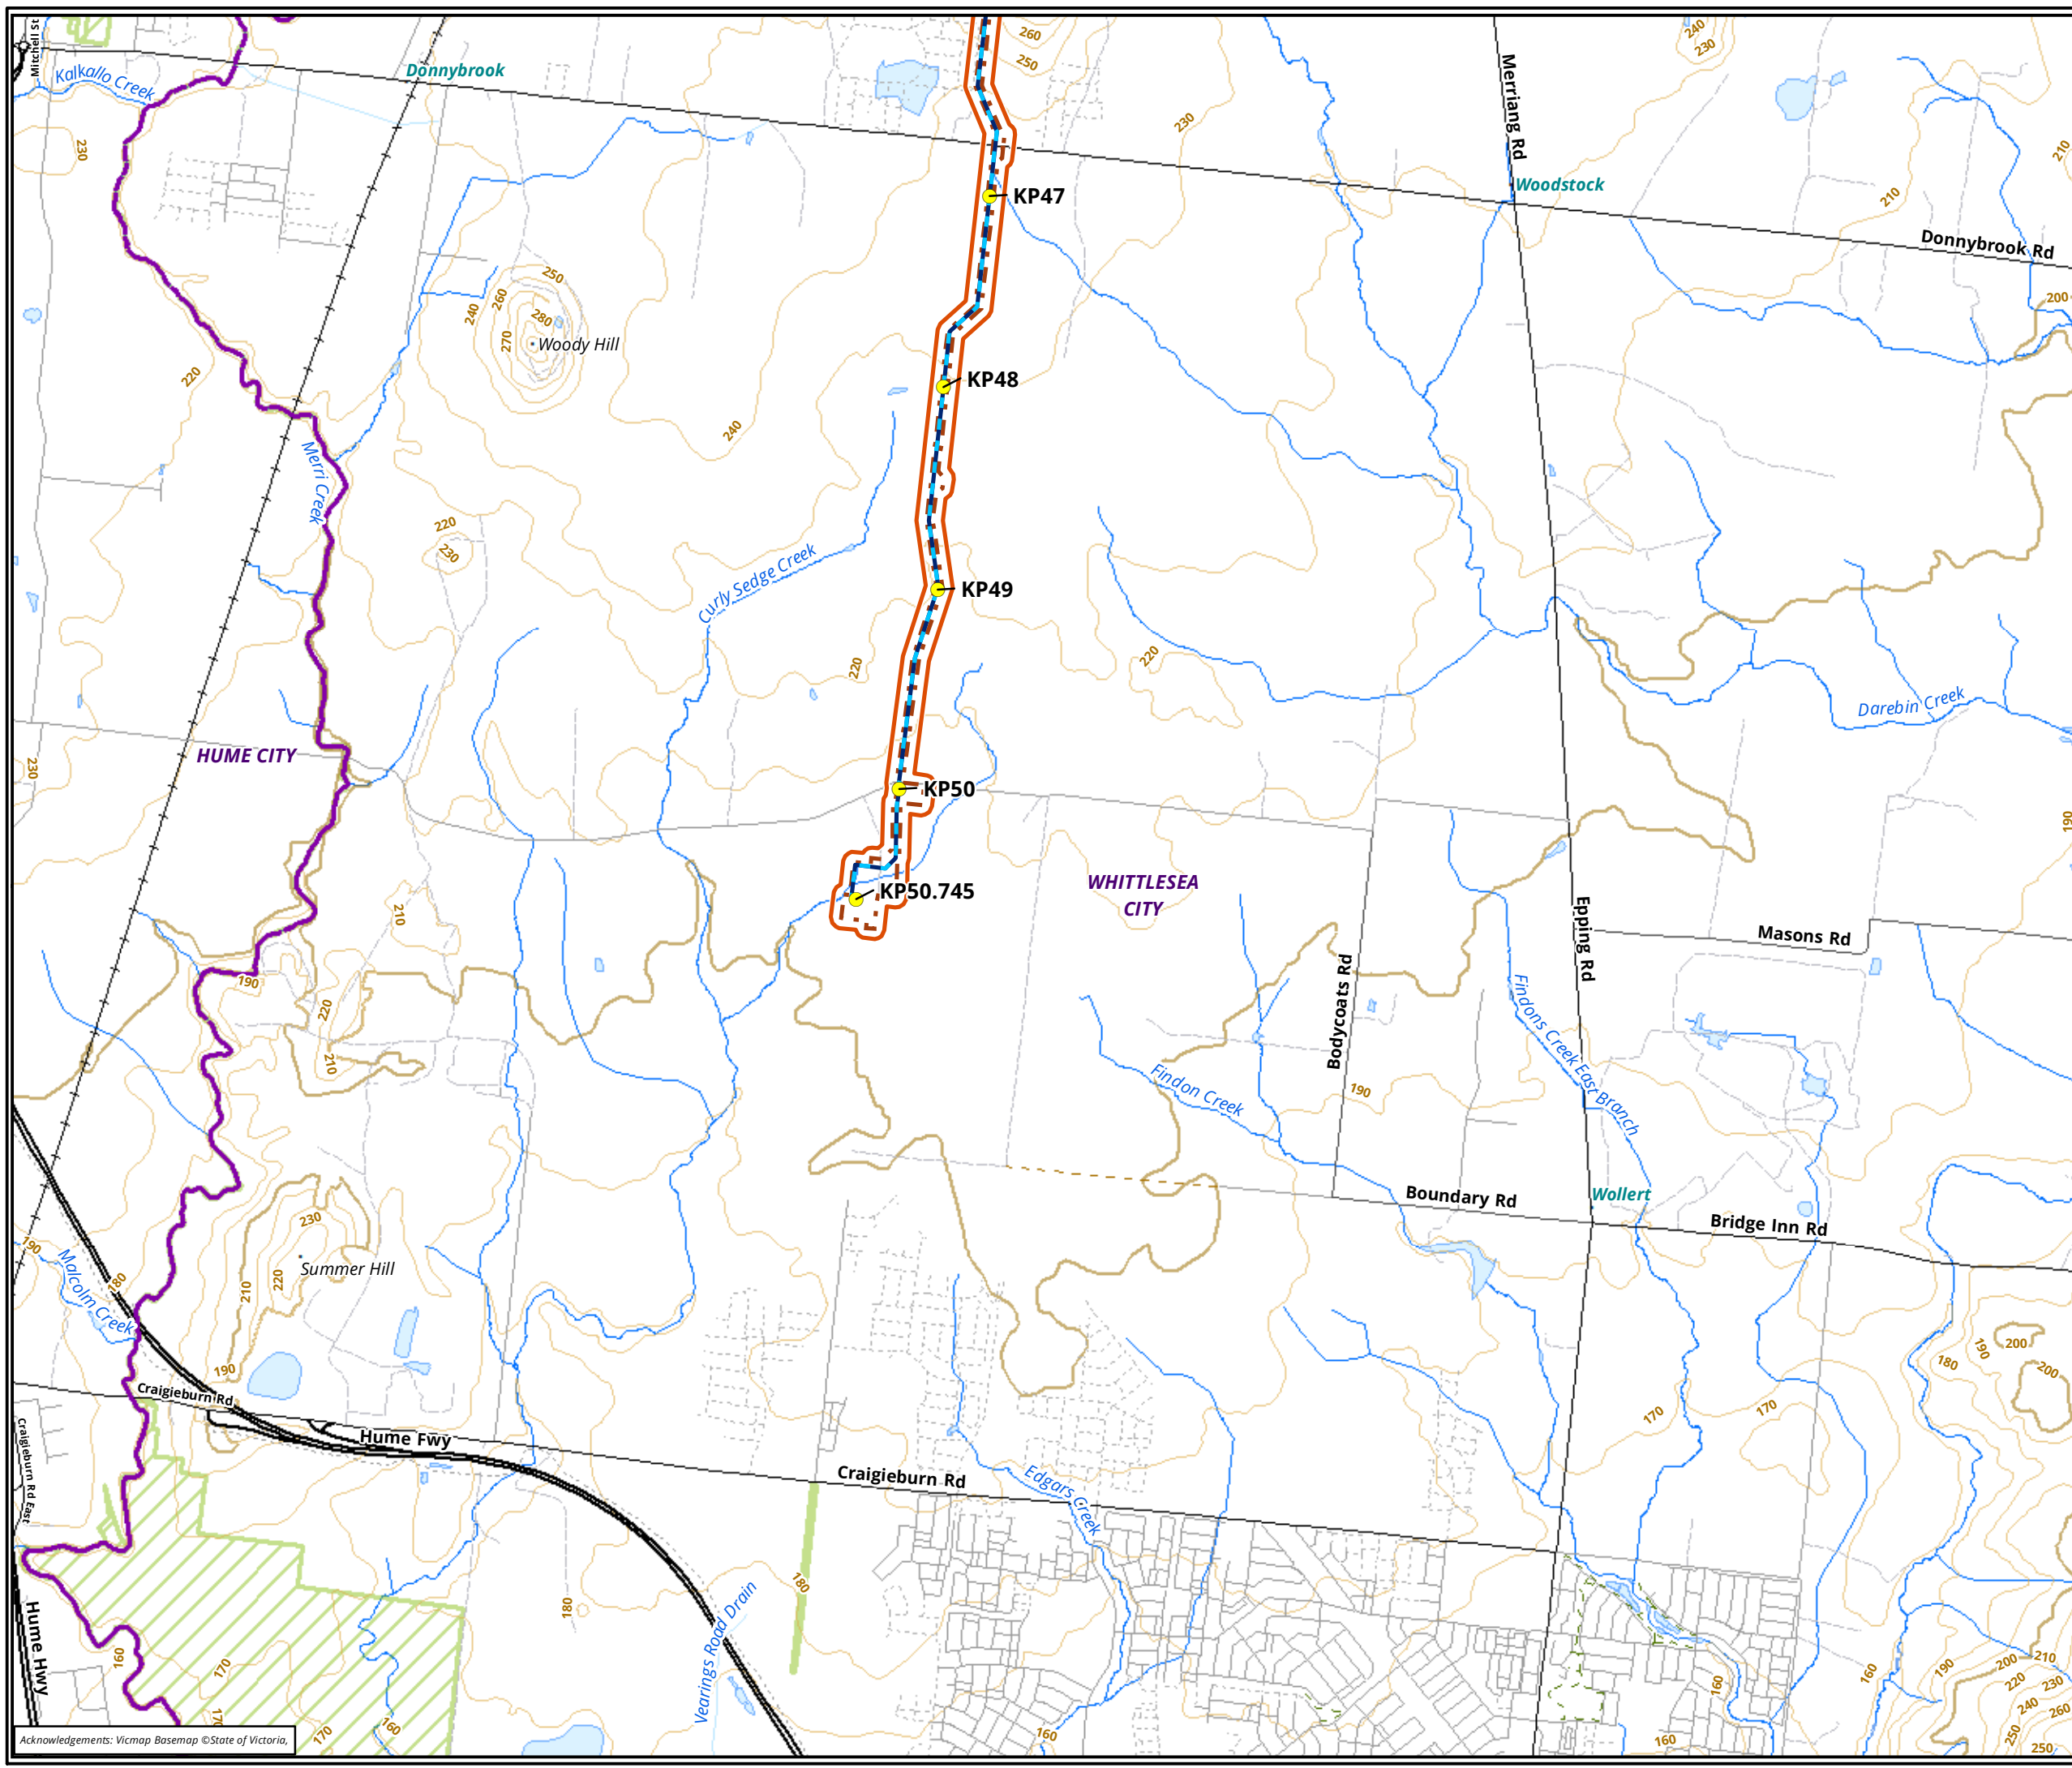 Mitchell St
Kalkallo Creek
Donnybrook
260
250
240
230
Merriang Rd
230
230
210
KP47
Woodstock
210
Donnybrook Rd
200
250
260
240
280
270
Woody Hill
220
KP48
240
Merri Creek
220
230
Curly Sedge Creek
KP49
220
220
Darebin Creek
HUME CITY
230
KP50
190
WHITTLESEA
CITY
KP50.745
210
Epping Rd
Masons Rd
190
220
210
Bodycoats Rd
Findons Creek East Branch
Findon Creek
190
Boundary Rd
Wollert
Bridge Inn Rd
230
190
Summer Hill
220
210
180
Malcolm Creek
190
200
190
180
200
Craigieburn Rd
Hume Fwy
170
170
Craigieburn Rd East
Craigieburn Rd
Edgars Creek
180
180
Vearings Road Drain
Hume Hwy
160
170
170
170
160
160
160
160
160
190
200
210
220
230
240
250
260
250
Acknowledgements: Vicmap Basemap ©State of Victoria,